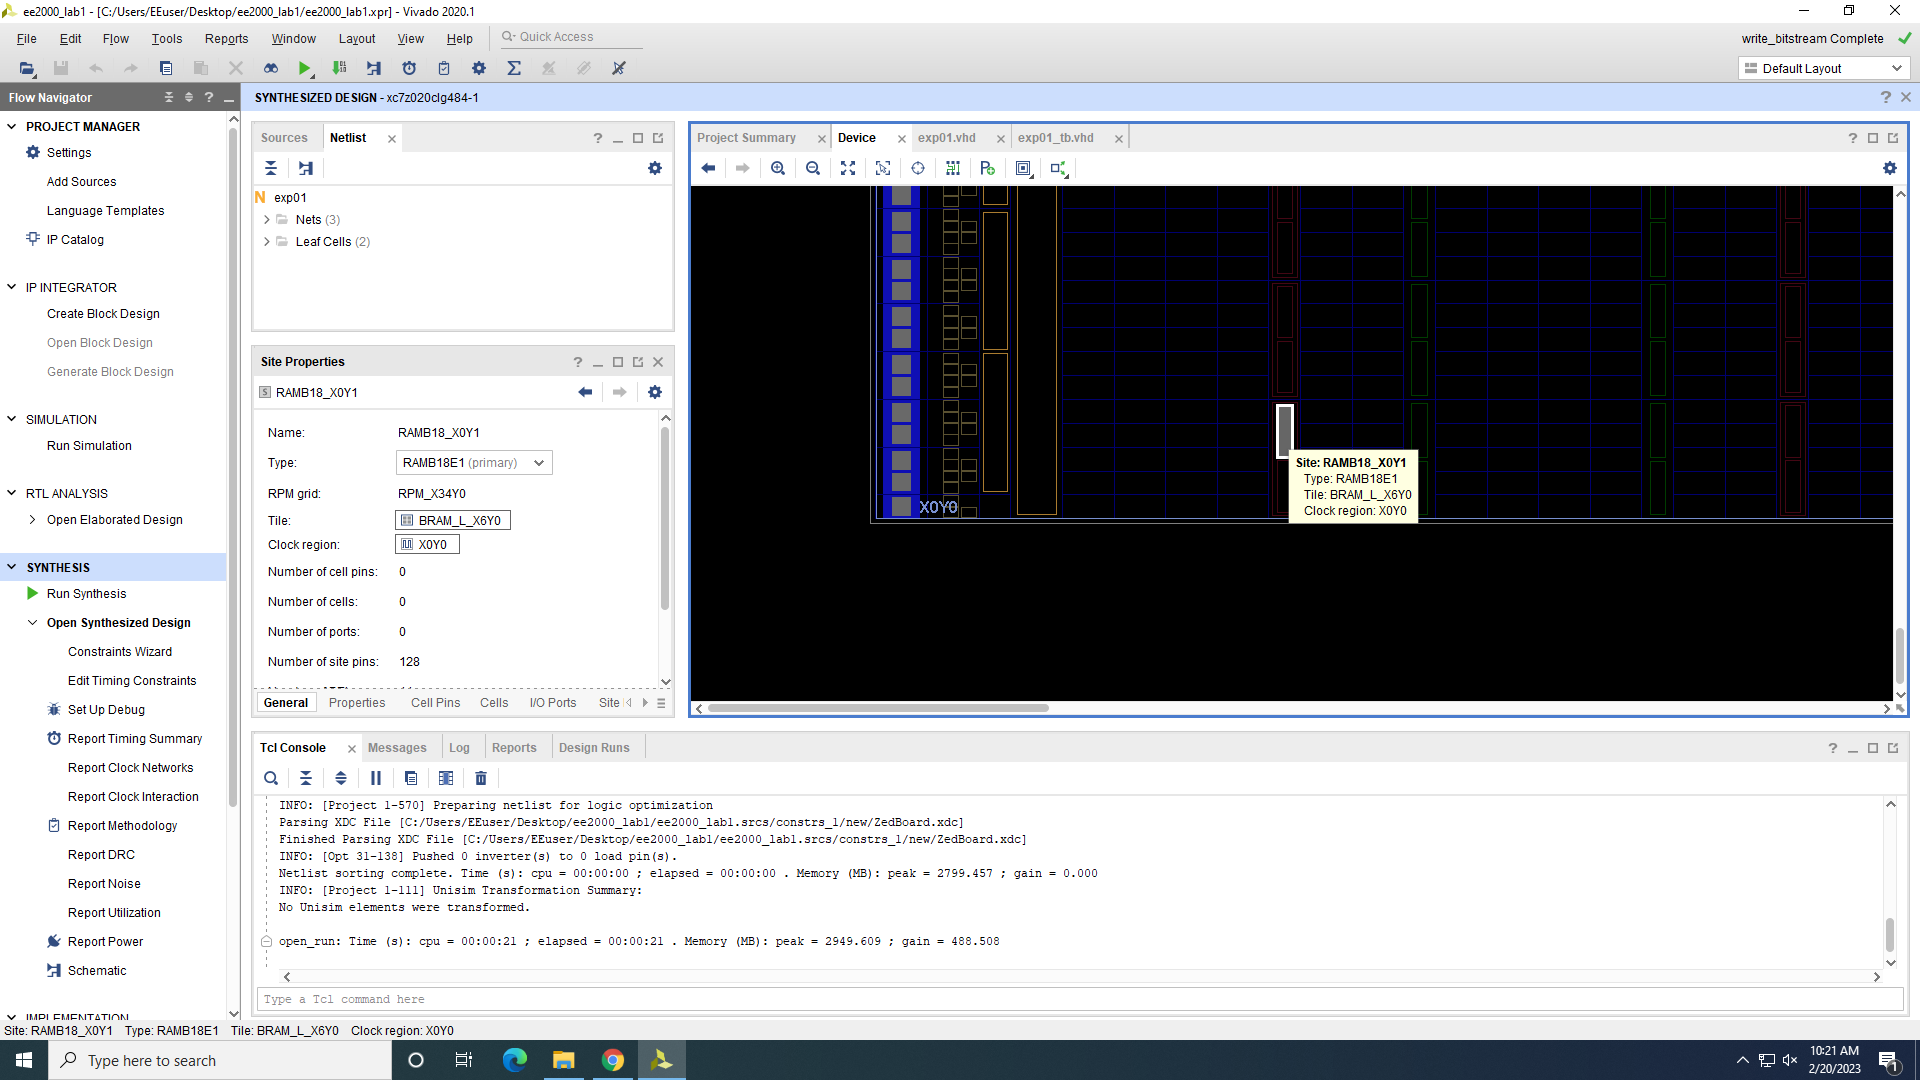 ee2000_lab1 - [C:/Users/EEuser/Desktop/ee2000_lab1/ee2000_lab1.xpr] - Vivado 2020.1
File Edit Flow Tools Reports Window Layout View Help Quick Access
write_bitstream Complete
Default Layout
Flow Navigator
SYNTHESIZED DESIGN - xc7z020clg484-1
PROJECT MANAGER
Settings
Add Sources
Language Templates
IP Catalog
IP INTEGRATOR
Create Block Design
Open Block Design
Generate Block Design
SIMULATION
Run Simulation
RTL ANALYSIS
Open Elaborated Design
SYNTHESIS
Run Synthesis
Open Synthesized Design
Constraints Wizard
Edit Timing Constraints
Set Up Debug
Report Timing Summary
Report Clock Networks
Report Clock Interaction
Report Methodology
Report DRC
Report Noise
Report Utilization
Report Power
Schematic
IMPLEMENTATION
Sources Netlist
N exp01
Nets (3)
Leaf Cells (2)
Site Properties
S RAMB18_X0Y1
Name: RAMB18_X0Y1
Type: RAMB18E1 (primary)
RPM grid: RPM_X34Y0
Tile: BRAM_L_X6Y0
Clock region: X0Y0
Number of cell pins: 0
Number of cells: 0
Number of ports: 0
Number of site pins: 128
General Properties Cell Pins Cells I/O Ports Site
Project Summary Device exp01.vhd exp01_tb.vhd
X0Y0
Site: RAMB18_X0Y1
Type: RAMB18E1
Tile: BRAM_L_X6Y0
Clock region: X0Y0
Tcl Console Messages Log Reports Design Runs
INFO: [Project 1-570] Preparing netlist for logic optimization
Parsing XDC File [C:/Users/EEuser/Desktop/ee2000_lab1/ee2000_lab1.srcs/constrs_1/new/ZedBoard.xdc]
Finished Parsing XDC File [C:/Users/EEuser/Desktop/ee2000_lab1/ee2000_lab1.srcs/constrs_1/new/ZedBoard.xdc]
INFO: [Opt 31-138] Pushed 0 inverter(s) to 0 load pin(s).
Netlist sorting complete. Time (s): cpu = 00:00:00 ; elapsed = 00:00:00 . Memory (MB): peak = 2799.457 ; gain = 0.000
INFO: [Project 1-111] Unisim Transformation Summary:
No Unisim elements were transformed.
open_run: Time (s): cpu = 00:00:21 ; elapsed = 00:00:21 . Memory (MB): peak = 2949.609 ; gain = 488.508
Type a Tcl command here
Site: RAMB18_X0Y1 Type: RAMB18E1 Tile: BRAM_L_X6Y0 Clock region: X0Y0
Type here to search
10:21 AM
2/20/2023
1